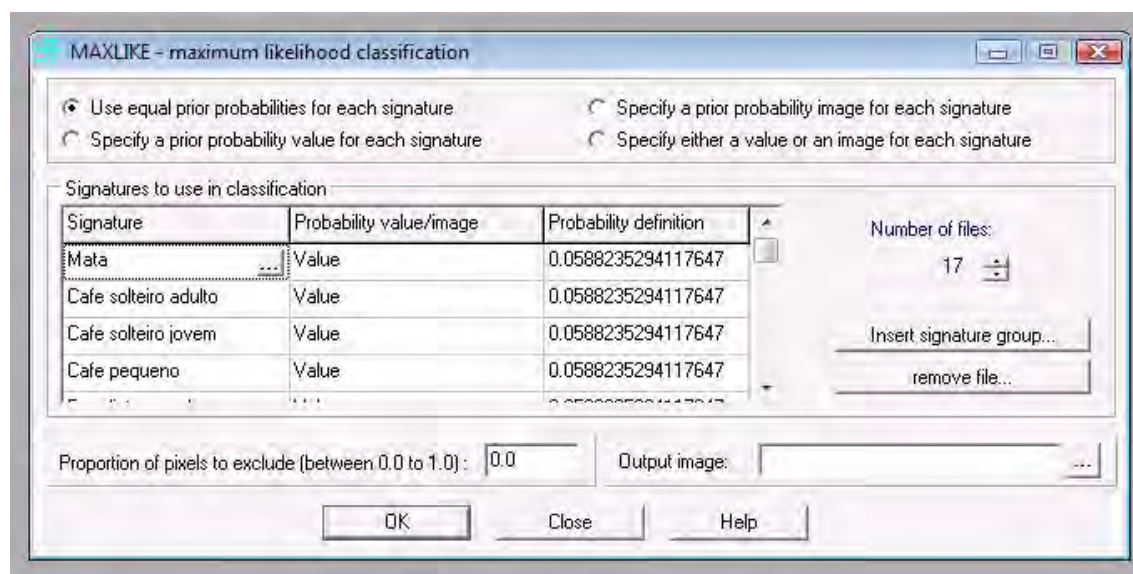 MAXLIKE - maximum likelihood classification
Use equal prior probabilities for each signature
Specify a prior probability image for each signature
Specify a prior probability value for each signature
Specify either a value or an image for each signature
Signatures to use in classification
Signature Probability value/image Probability definition
Mata ... Value 0.0588235294117647
Cafe solteiro adulto Value 0.0588235294117647
Cafe solteiro jovem Value 0.0588235294117647
Cafe pequeno Value 0.0588235294117647
Number of files:
17
Insert signature group...
remove file...
Proportion of pixels to exclude (between 0.0 to 1.0) : 0.0
Output image: ...
OK Close Help